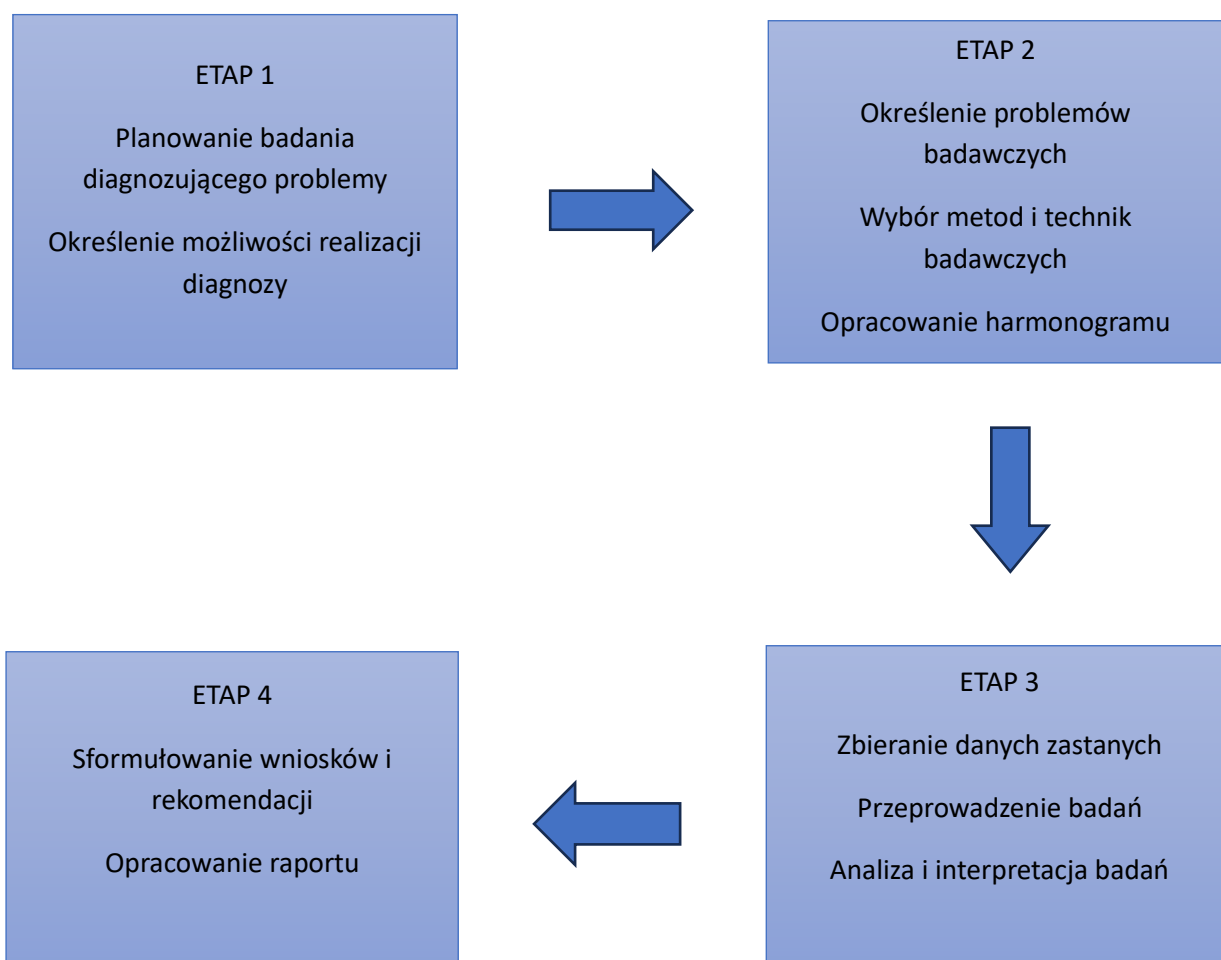 ETAP 1
Planowanie badania
diagnozującego problemy
Określenie możliwości realizacji
diagnozy
ETAP 2
Określenie problemów
badawczych
Wybór metod i technik
badawczych
Opracowanie harmonogramu
ETAP 3
Zbieranie danych zastanych
Przeprowadzenie badań
Analiza i interpretacja badań
ETAP 4
Sformułowanie wniosków i
rekomendacji
Opracowanie raportu